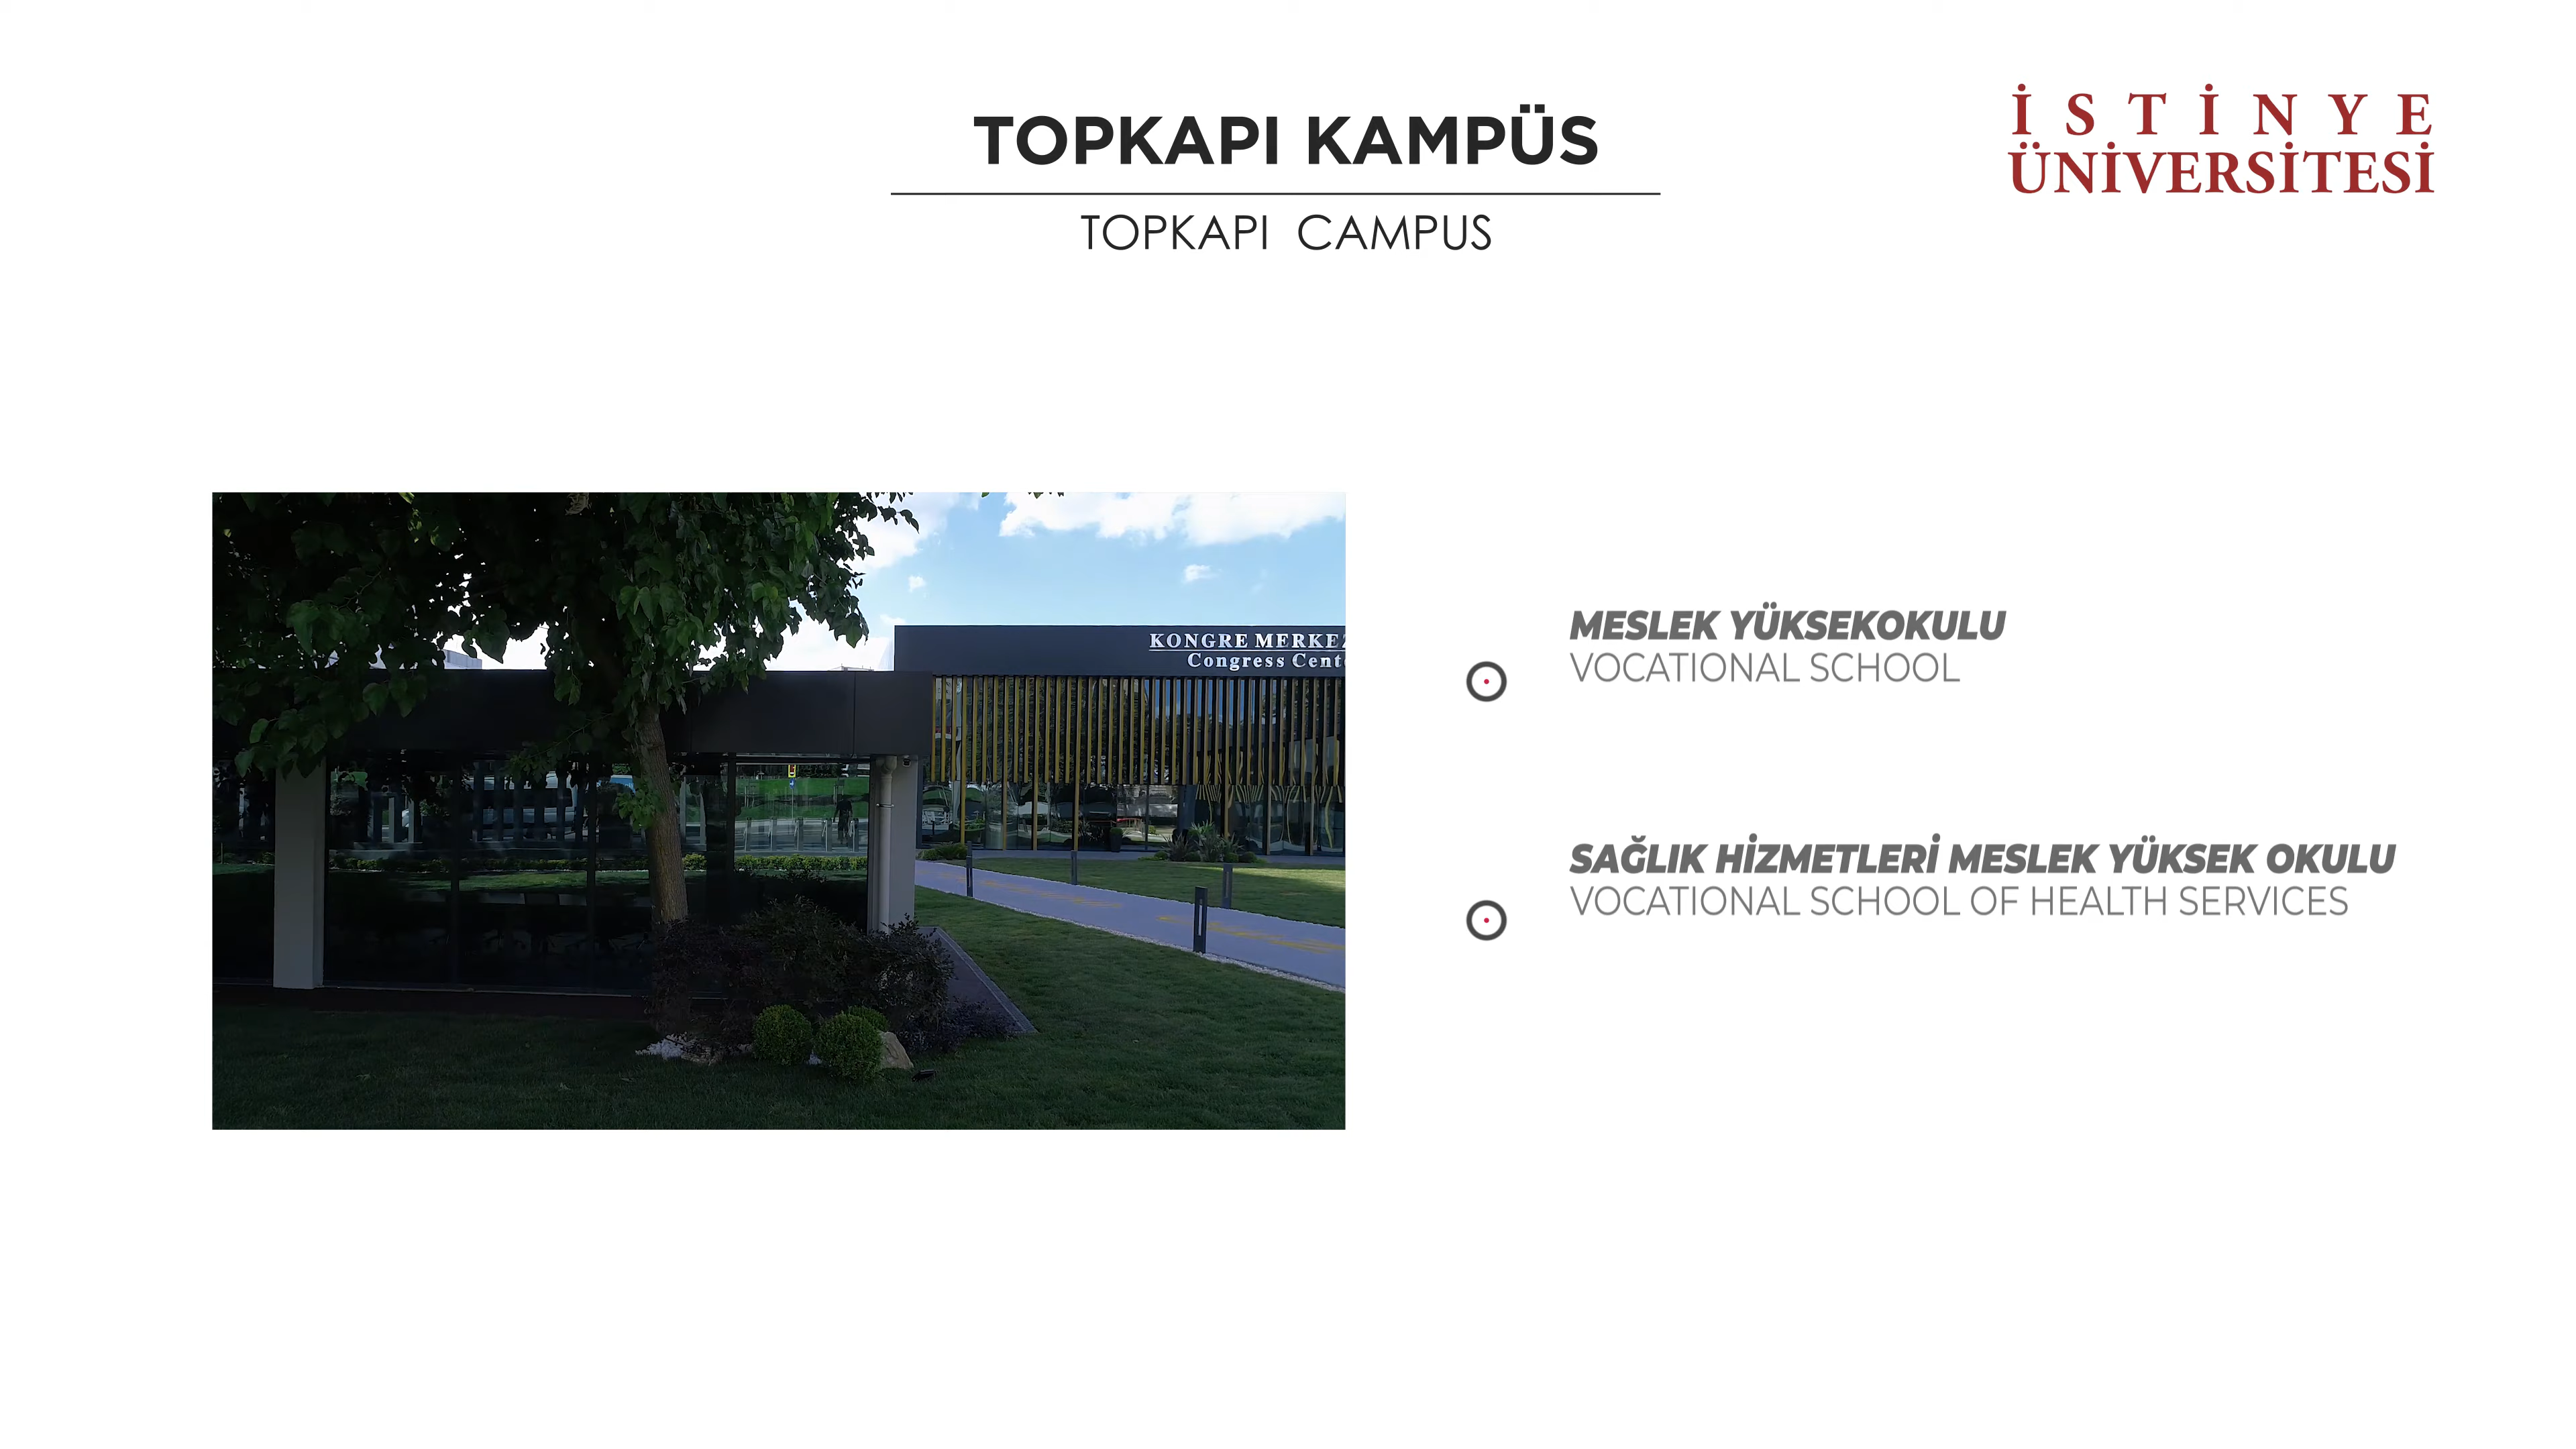 TOPKAPI KAMPÜS
TOPKAPI CAMPUS
İSTİNYE
ÜNİVERSİTESİ
KONGRE MERKEZ
Congress Cent
MESLEK YÜKSEKOKULU
VOCATIONAL SCHOOL
SAĞLIK HİZMETLERİ MESLEK YÜKSEK OKULU
VOCATIONAL SCHOOL OF HEALTH SERVICES